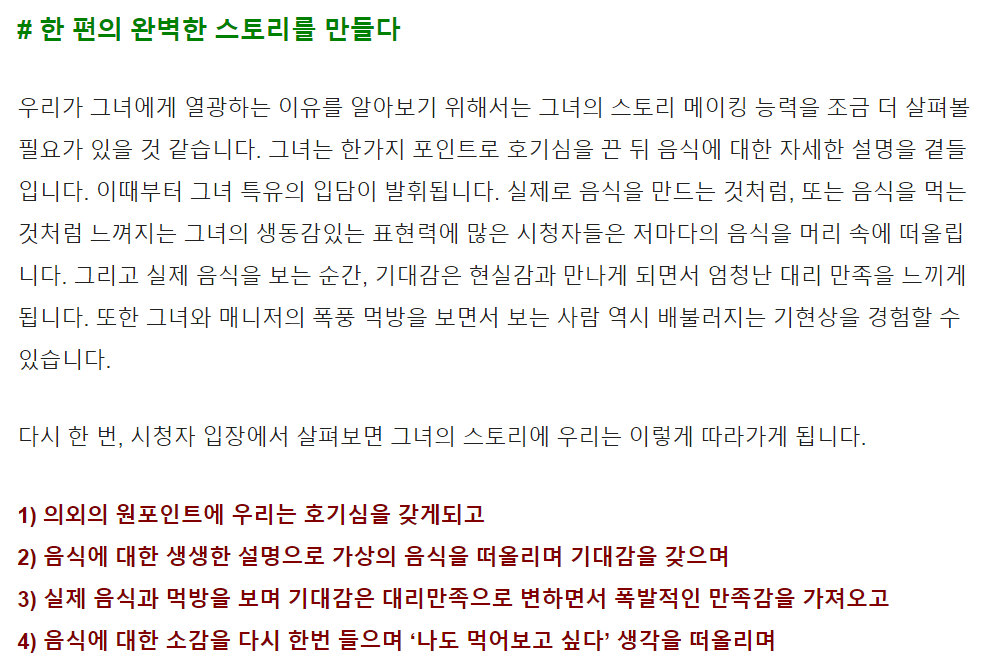 # 한 편의 완벽한 스토리를 만들다
우리가 그녀에게 열광하는 이유를 알아보기 위해서는 그녀의 스토리 메이킹 능력을 조금 더 살펴볼
필요가 있을 것 같습니다. 그녀는 한가지 포인트로 호기심을 끈 뒤 음식에 대한 자세한 설명을 곁들
입니다. 이때부터 그녀 특유의 입담이 발휘됩니다. 실제로 음식을 만드는 것처럼, 또는 음식을 먹는
것처럼 느껴지는 그녀의 생동감있는 표현력에 많은 시청자들은 저마다의 음식을 머리 속에 떠올립
니다. 그리고 실제 음식을 보는 순간, 기대감은 현실감과 만나게 되면서 엄청난 대리 만족을 느끼게
됩니다. 또한 그녀와 매니저의 폭풍 먹방을 보면서 보는 사람 역시 배불러지는 기현상을 경험할 수
있습니다.
다시 한 번, 시청자 입장에서 살펴보면 그녀의 스토리에 우리는 이렇게 따라가게 됩니다.
1) 의외의 원포인트에 우리는 호기심을 갖게되고
2) 음식에 대한 생생한 설명으로 가상의 음식을 떠올리며 기대감을 갖으며
3) 실제 음식과 먹방을 보며 기대감은 대리만족으로 변하면서 폭발적인 만족감을 가져오고
4) 음식에 대한 소감을 다시 한번 들으며 ‘나도 먹어보고 싶다’ 생각을 떠올리며